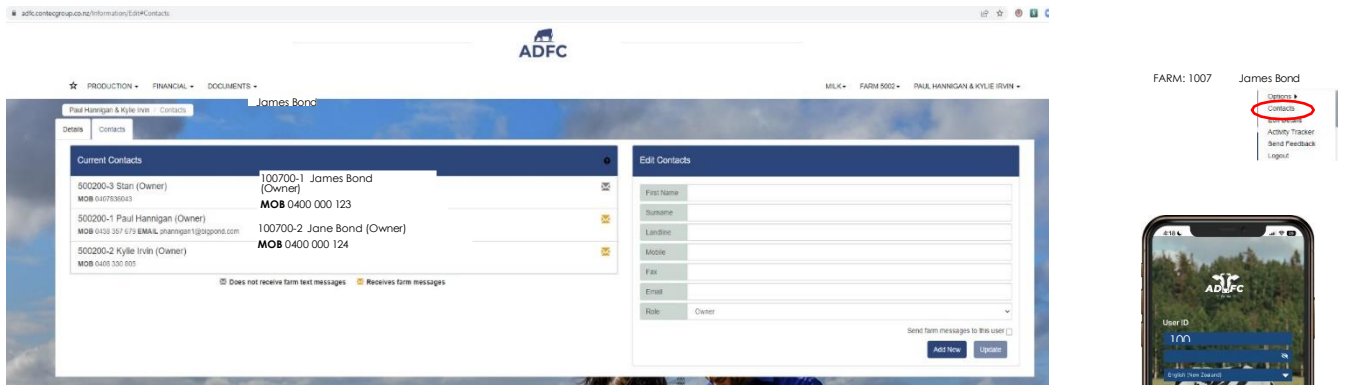 adfc.contecgroup.co.nz/Information/Edit#Contacts
ADFC
PRODUCTION FINANCIAL DOCUMENTS
MILK FARM 5002 PAUL HANNIGAN & KYLIE IRVIN
Paul Hannigan & Kylie Irvin / Contacts
James Bond
Details Contacts
Current Contacts
500200-3 Stan (Owner)
MOB 0407836043
500200-1 Paul Hannigan (Owner)
MOB 0438 357 679 EMAIL phannigan1@bigpond.com
500200-2 Kylie Irvin (Owner)
MOB 0408 330 805
100700-1 James Bond
(Owner)
MOB 0400 000 123
100700-2 Jane Bond (Owner)
MOB 0400 000 124
Does not receive farm text messages Receives farm messages
Edit Contacts
First Name
Surname
Landline
Mobile
Fax
Email
Role Owner
Send farm messages to this user
Add New Update
FARM: 1007 James Bond
Options
Contacts
Edit Details
Activity Tracker
Send Feedback
Logout
4:18
ADFC
User ID
100
English (New Zealand)